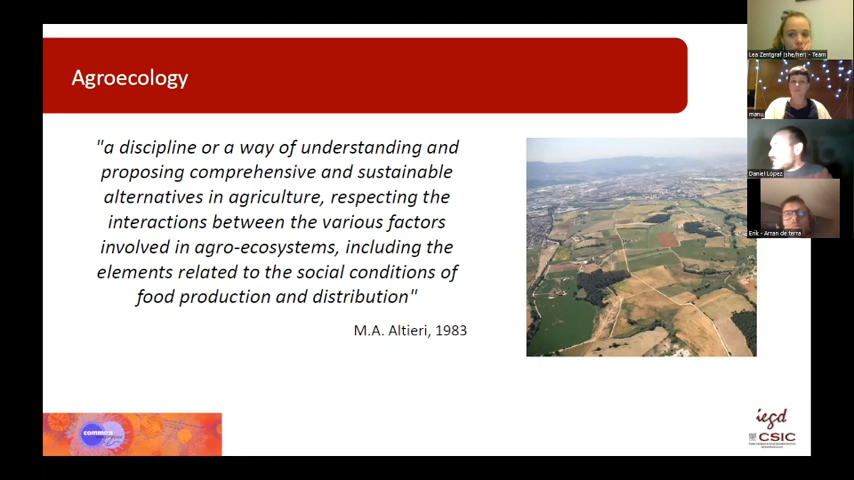 Agroecology
"a discipline or a way of understanding and
proposing comprehensive and sustainable
alternatives in agriculture, respecting the
interactions between the various factors
involved in agro-ecosystems, including the
elements related to the social conditions of
food production and distribution"
M.A. Altieri, 1983
Lea Zentgraf (she/her) - Team
manu
Daniel López
Erik - Arran de terra
iegd
CSIC